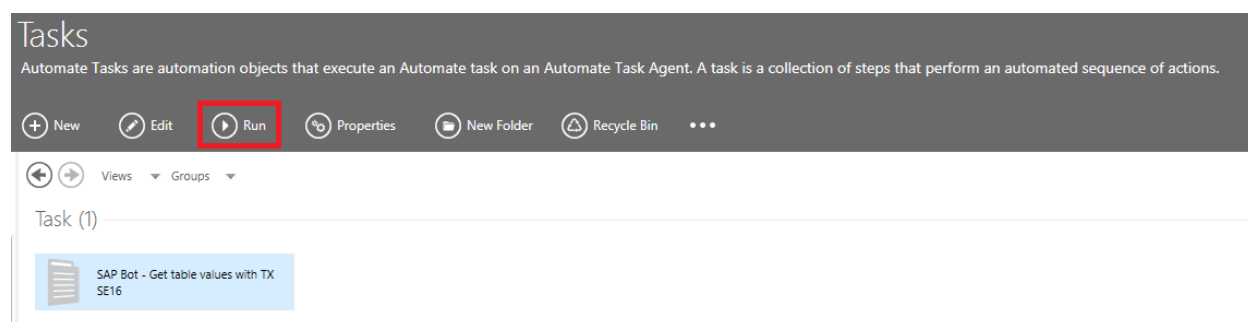 Tasks
Automate Tasks are automation objects that execute an Automate task on an Automate Task Agent. A task is a collection of steps that perform an automated sequence of actions.
New Edit Run Properties New Folder Recycle Bin •••
Views Groups
Task (1)
SAP Bot - Get table values with TX
SE16